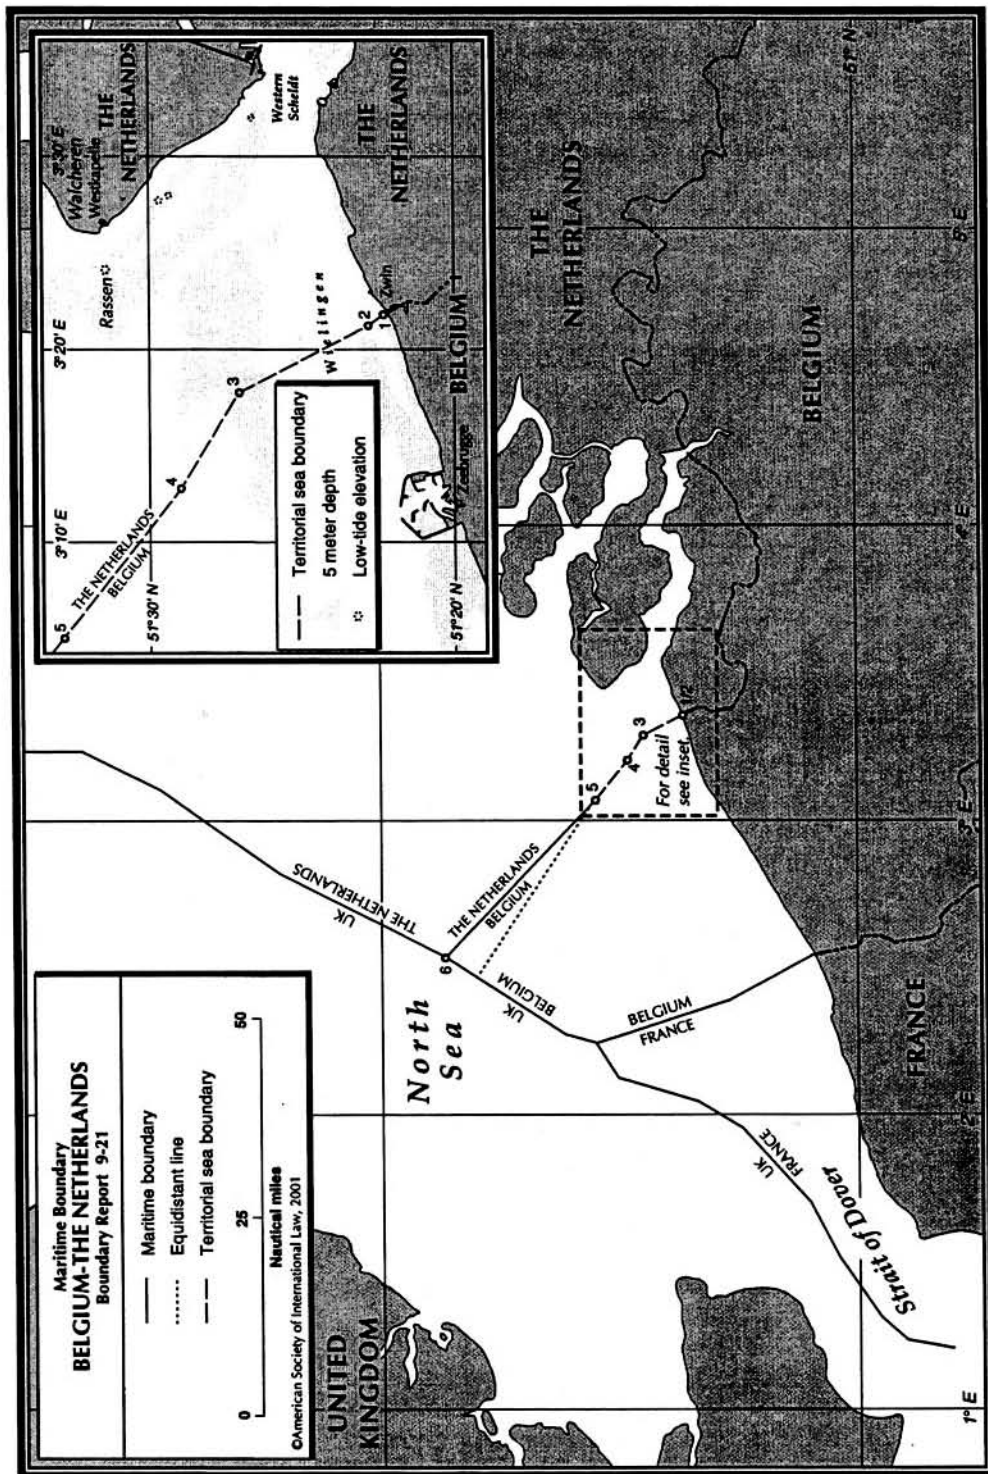 Maritime Boundary
BELGIUM-THE NETHERLANDS
Boundary Report 9-21
Maritime boundary
Equidistant line
Territorial sea boundary
0 25 50
Nautical miles
©American Society of International Law, 2001
UNITED
KINGDOM
North
Sea
UK
THE NETHERLANDS
6
THE NETHERLANDS
BELGIUM
UK
BELGIUM
BELGIUM
FRANCE
UK
FRANCE
Strait of Dover
FRANCE
5
4
3
1/2
For detail
see inset.
THE
NETHERLANDS
BELGIUM
1° E
2° E
3° E
4° E
5° E
51° N
3°10' E
3°20' E
3°30' E
Walcheren
Westkapelle
THE
NETHERLANDS
Rassen
Western
Scheldt
THE
NETHERLANDS
5
THE NETHERLANDS
BELGIUM
4
3
Wielingen
2
1
Zwin
BELGIUM
Zeebrugge
51°30' N
51°20' N
Territorial sea boundary
5 meter depth
Low-tide elevation